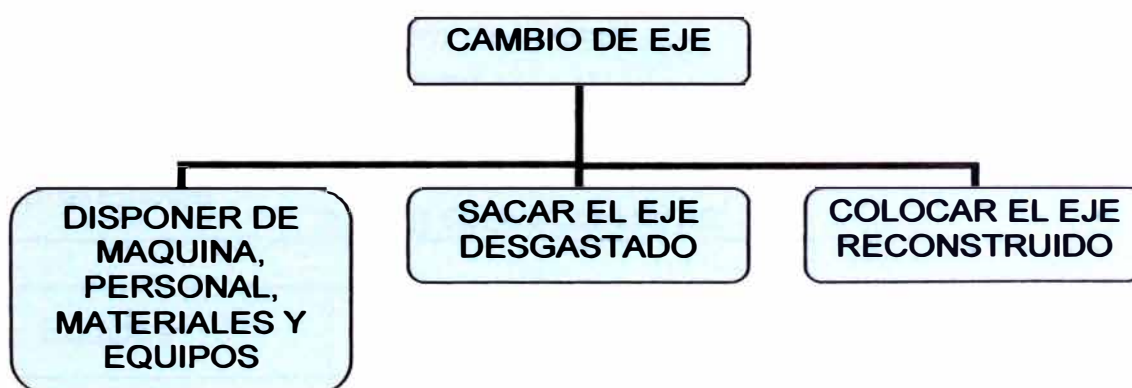 CAMBIO DE EJE
DISPONER DE
MAQUINA,
PERSONAL,
MATERIALES Y
EQUIPOS
SACAR EL EJE
DESGASTADO
COLOCAR EL EJE
RECONSTRUIDO